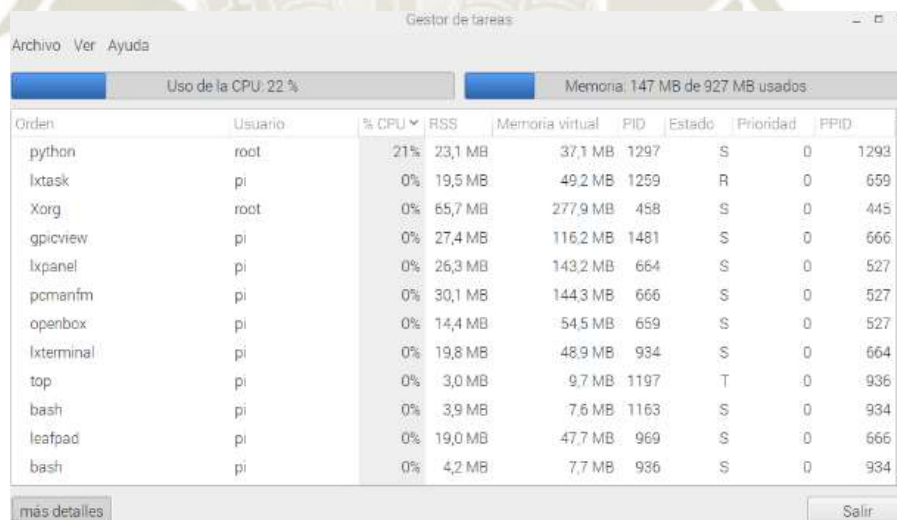 Gestor de tareas
Archivo Ver Ayuda
Uso de la CPU: 22 % Memoria: 147 MB de 927 MB usados
Orden Usuario % CPU RSS Memoria virtual PID Estado Prioridad PPID
python root 21% 23,1 MB 37,1 MB 1297 S 0 1293
lxtask pi 0% 19,5 MB 49,2 MB 1259 R 0 659
Xorg root 0% 65,7 MB 277,9 MB 458 S 0 445
gpicview pi 0% 27,4 MB 116,2 MB 1481 S 0 666
lxpanel pi 0% 26,3 MB 143,2 MB 664 S 0 527
pcmanfm pi 0% 30,1 MB 144,3 MB 666 S 0 527
openbox pi 0% 14,4 MB 54,5 MB 659 S 0 527
lxterminal pi 0% 19,8 MB 48,9 MB 934 S 0 664
top pi 0% 3,0 MB 9,7 MB 1197 T 0 936
bash pi 0% 3,9 MB 7,6 MB 1163 S 0 934
leafpad pi 0% 19,0 MB 47,7 MB 969 S 0 666
bash pi 0% 4,2 MB 7,7 MB 936 S 0 934
más detalles Salir